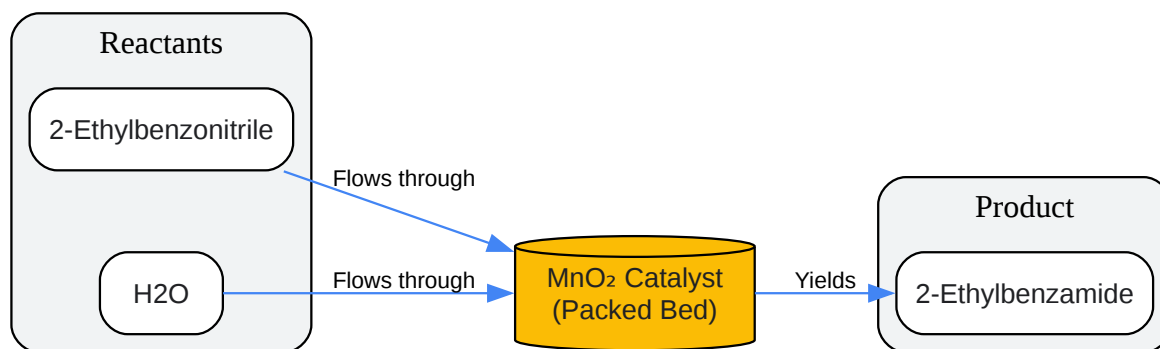 Reactants
2-Ethylbenzonitrile
H2O
Flows through
Flows through
MnO₂ Catalyst
(Packed Bed)
Yields
Product
2-Ethylbenzamide